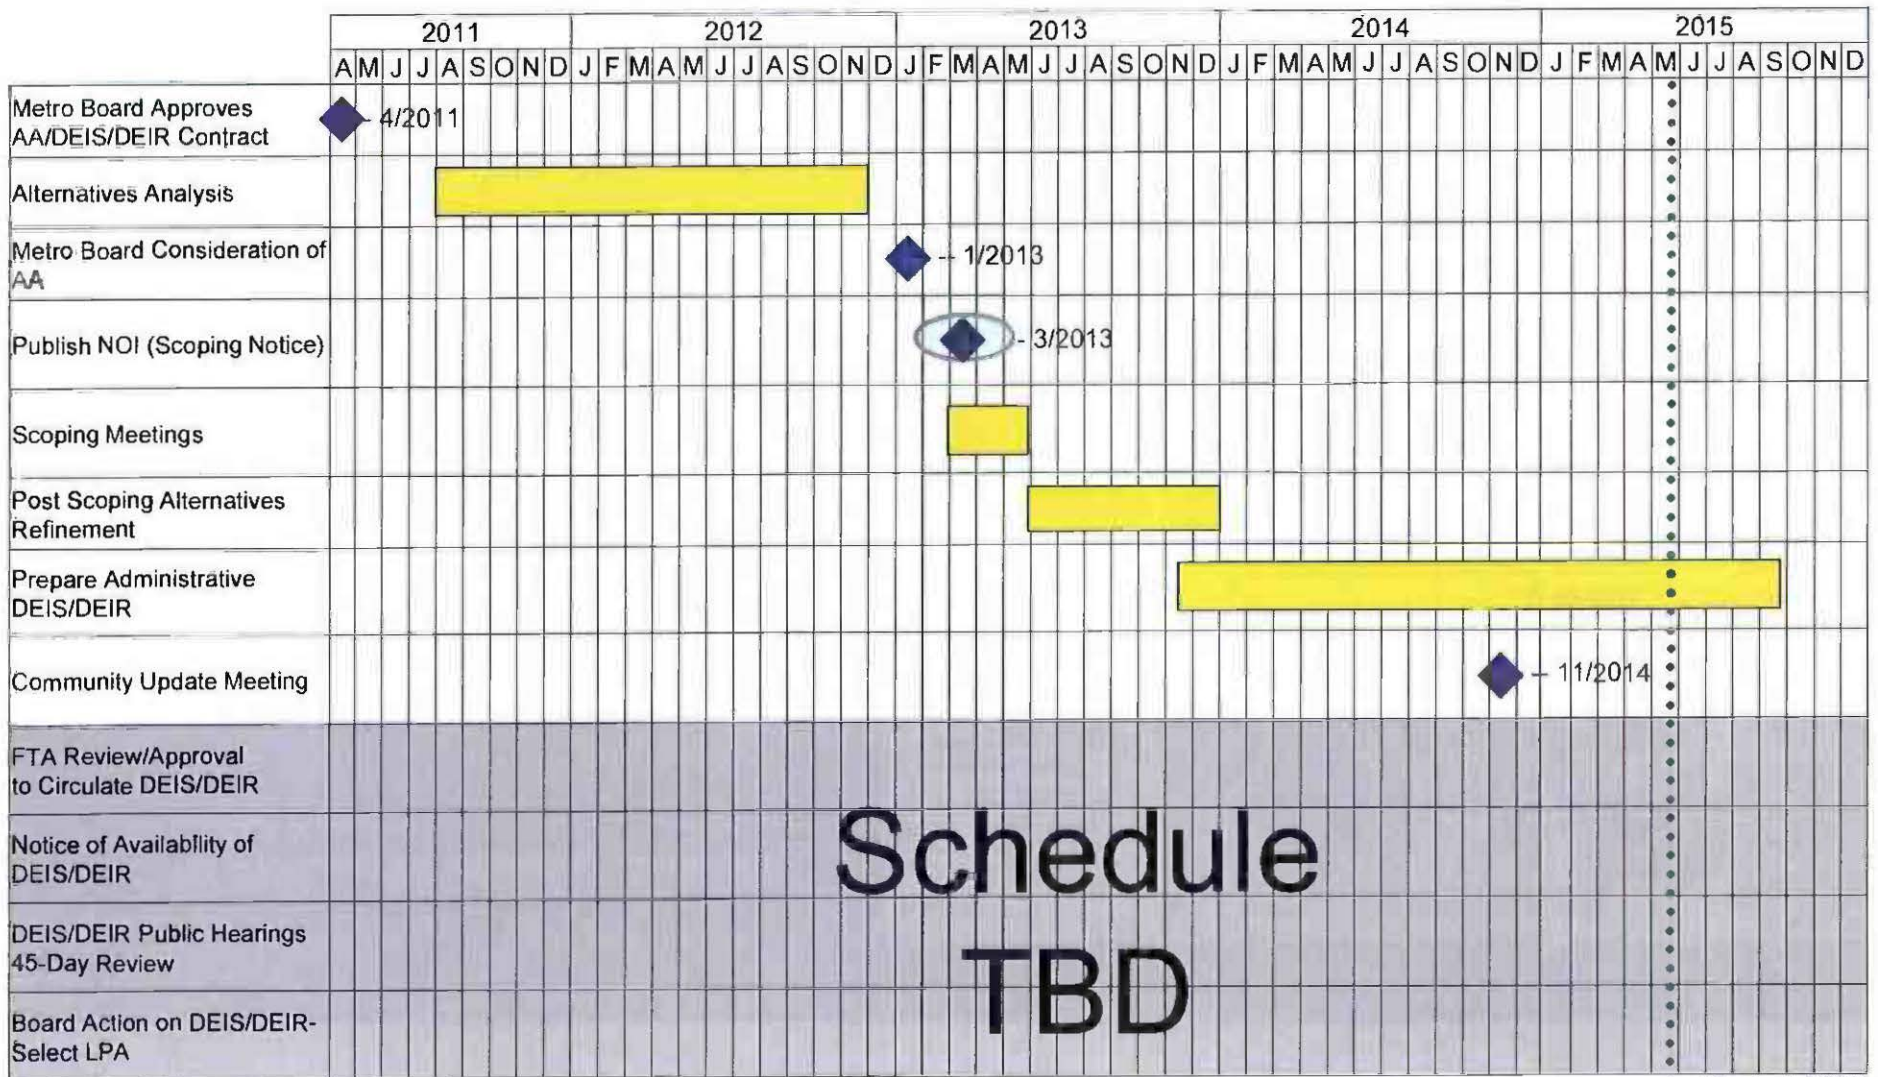 2011 2012 2013 2014 2015
A M J J A S O N D J F M A M J J A S O N D J F M A M J J A S O N D J F M A M J J A S O N D J F M A M J J A S O N D
Metro Board Approves
AA/DEIS/DEIR Contract
- 4/2011
Alternatives Analysis
Metro Board Consideration of
AA
-- 1/2013
Publish NOI (Scoping Notice)
- 3/2013
Scoping Meetings
Post Scoping Alternatives
Refinement
Prepare Administrative
DEIS/DEIR
Community Update Meeting
-- 11/2014
FTA Review/Approval
to Circulate DEIS/DEIR
Notice of Availability of
DEIS/DEIR
DEIS/DEIR Public Hearings
45-Day Review
Board Action on DEIS/DEIR-
Select LPA
Schedule
TBD